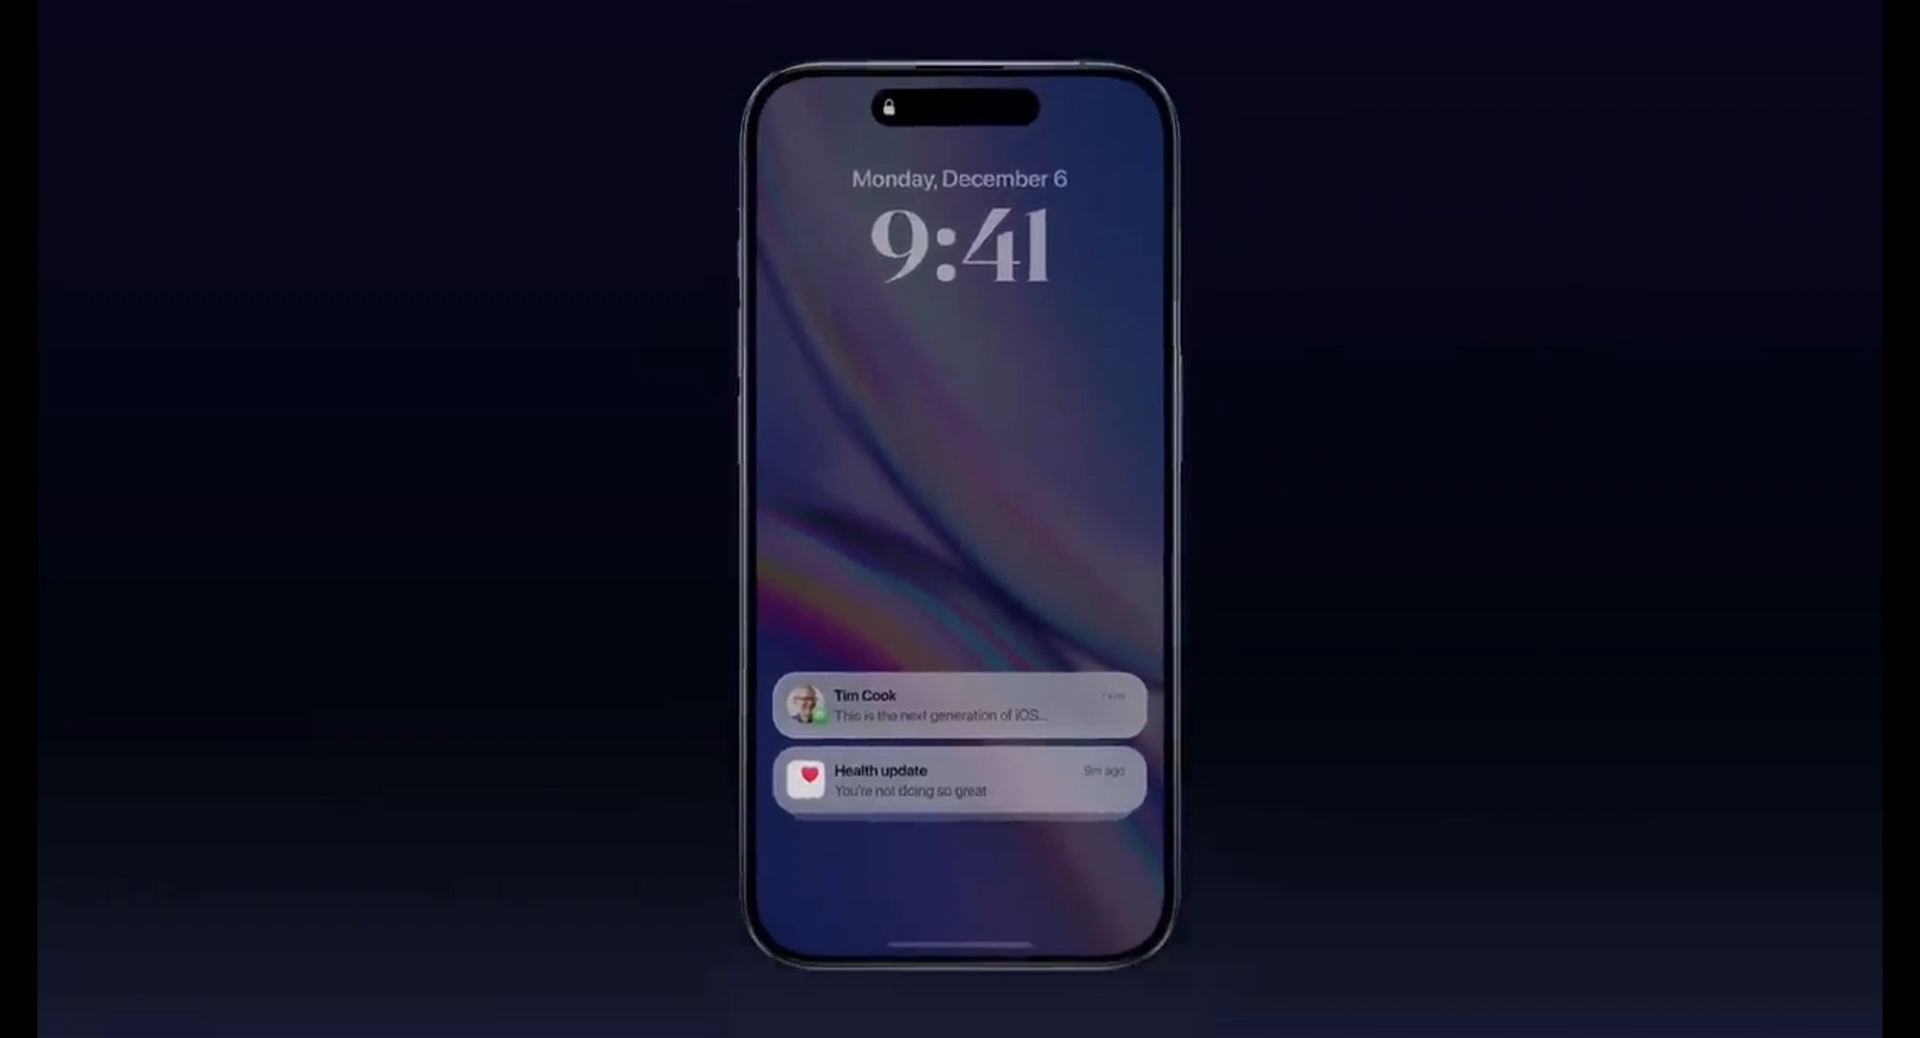 Monday, December 6
9:41
Tim Cook
now
This is the next generation of iOS...
Health update
9m ago
You're not doing so great